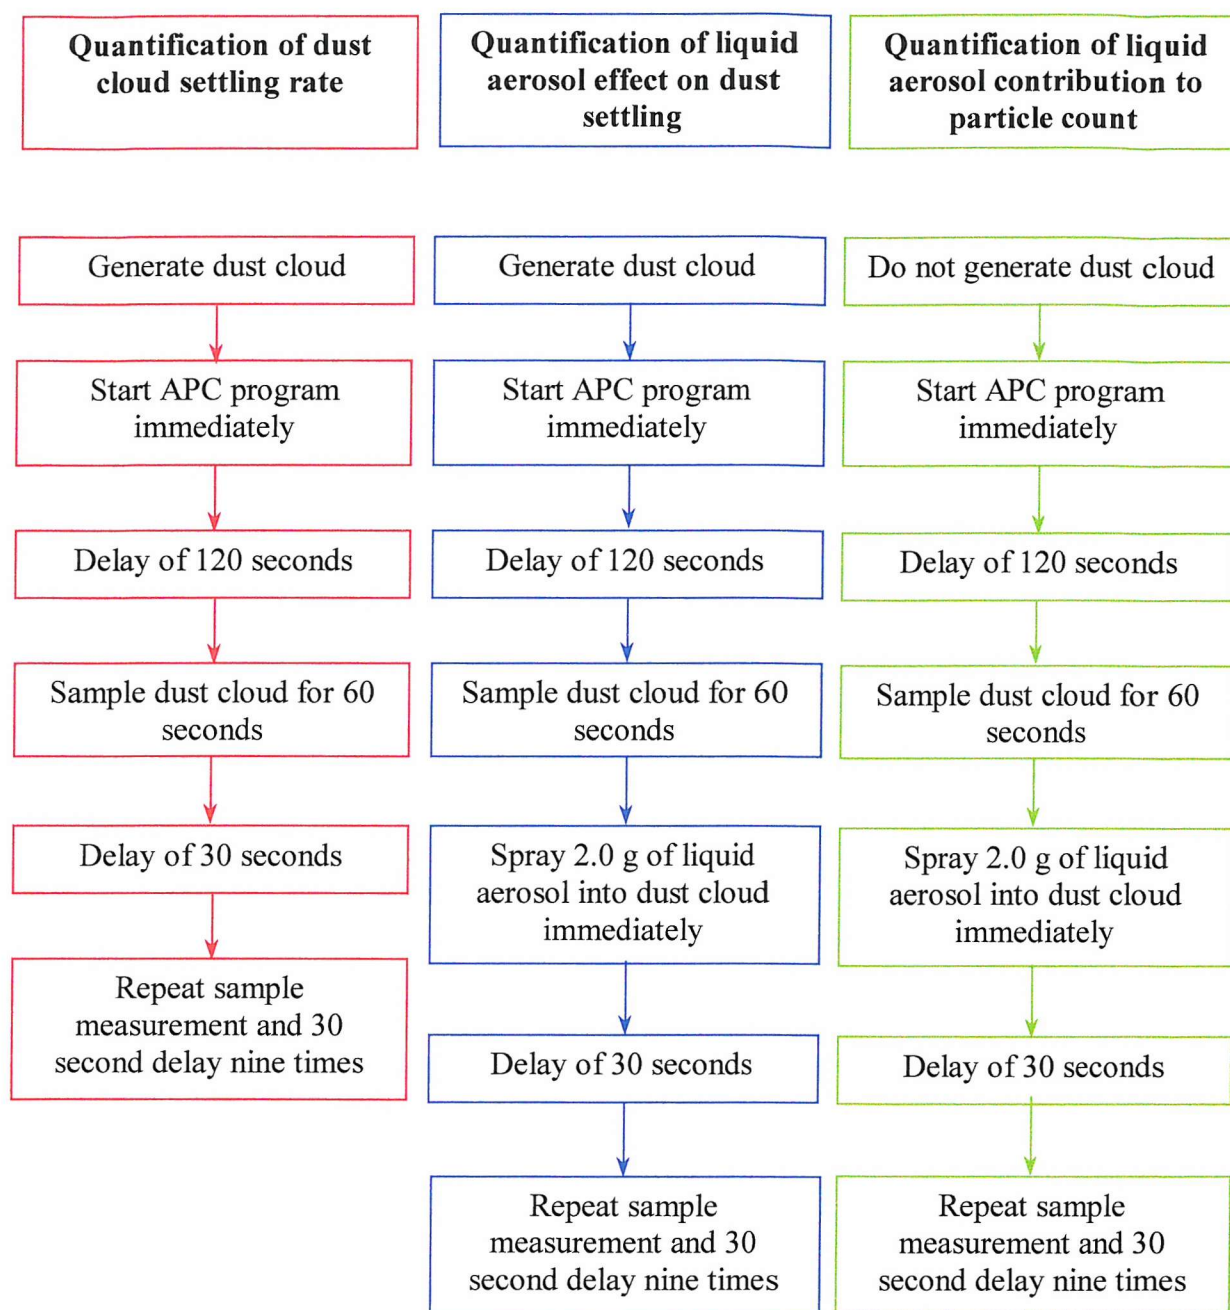 Quantification of dust
cloud settling rate
Generate dust cloud
Start APC program
immediately
Delay of 120 seconds
Sample dust cloud for 60
seconds
Delay of 30 seconds
Repeat sample
measurement and 30
second delay nine times
Quantification of liquid
aerosol effect on dust
settling
Generate dust cloud
Start APC program
immediately
Delay of 120 seconds
Sample dust cloud for 60
seconds
Spray 2.0 g of liquid
aerosol into dust cloud
immediately
Delay of 30 seconds
Repeat sample
measurement and 30
second delay nine times
Quantification of liquid
aerosol contribution to
particle count
Do not generate dust cloud
Start APC program
immediately
Delay of 120 seconds
Sample dust cloud for 60
seconds
Spray 2.0 g of liquid
aerosol into dust cloud
immediately
Delay of 30 seconds
Repeat sample
measurement and 30
second delay nine times